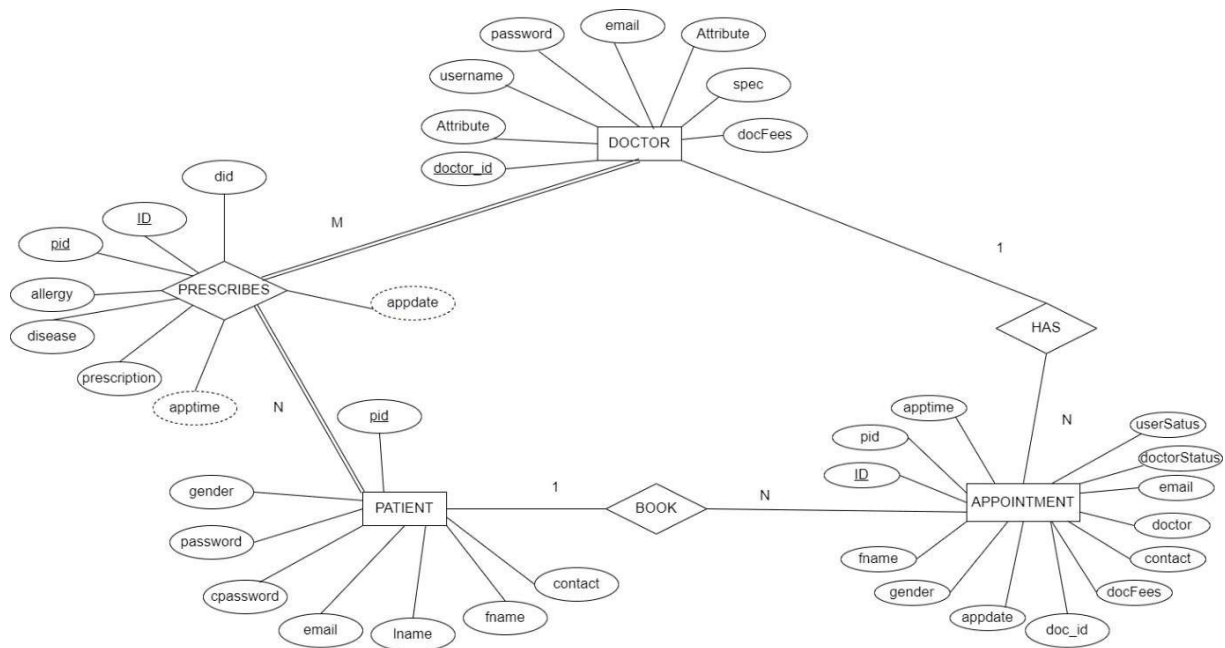 email
password
Attribute
username
spec
Attribute
docFees
DOCTOR
doctor_id
did
M
ID
pid
1
PRESCRIBES
allergy
appdate
disease
HAS
prescription
apptime
N
pid
apptime
N
userSatus
pid
doctorStatus
ID
gender
1
N
email
PATIENT
BOOK
APPOINTMENT
password
doctor
fname
contact
cpassword
contact
gender
docFees
email
lname
fname
appdate
doc_id